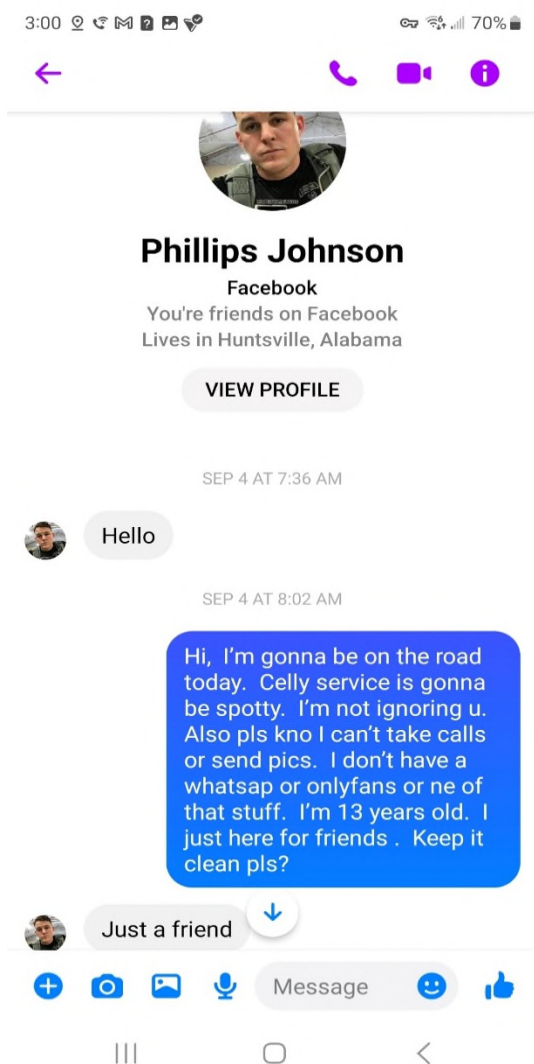 3:00
70%
Phillips Johnson
Facebook
You're friends on Facebook
Lives in Huntsville, Alabama
VIEW PROFILE
SEP 4 AT 7:36 AM
Hello
SEP 4 AT 8:02 AM
Hi, I'm gonna be on the road
today. Celly service is gonna
be spotty. I'm not ignoring u.
Also pls kno I can't take calls
or send pics. I don't have a
whatsap or onlyfans or ne of
that stuff. I'm 13 years old. I
just here for friends . Keep it
clean pls?
Just a friend
Message